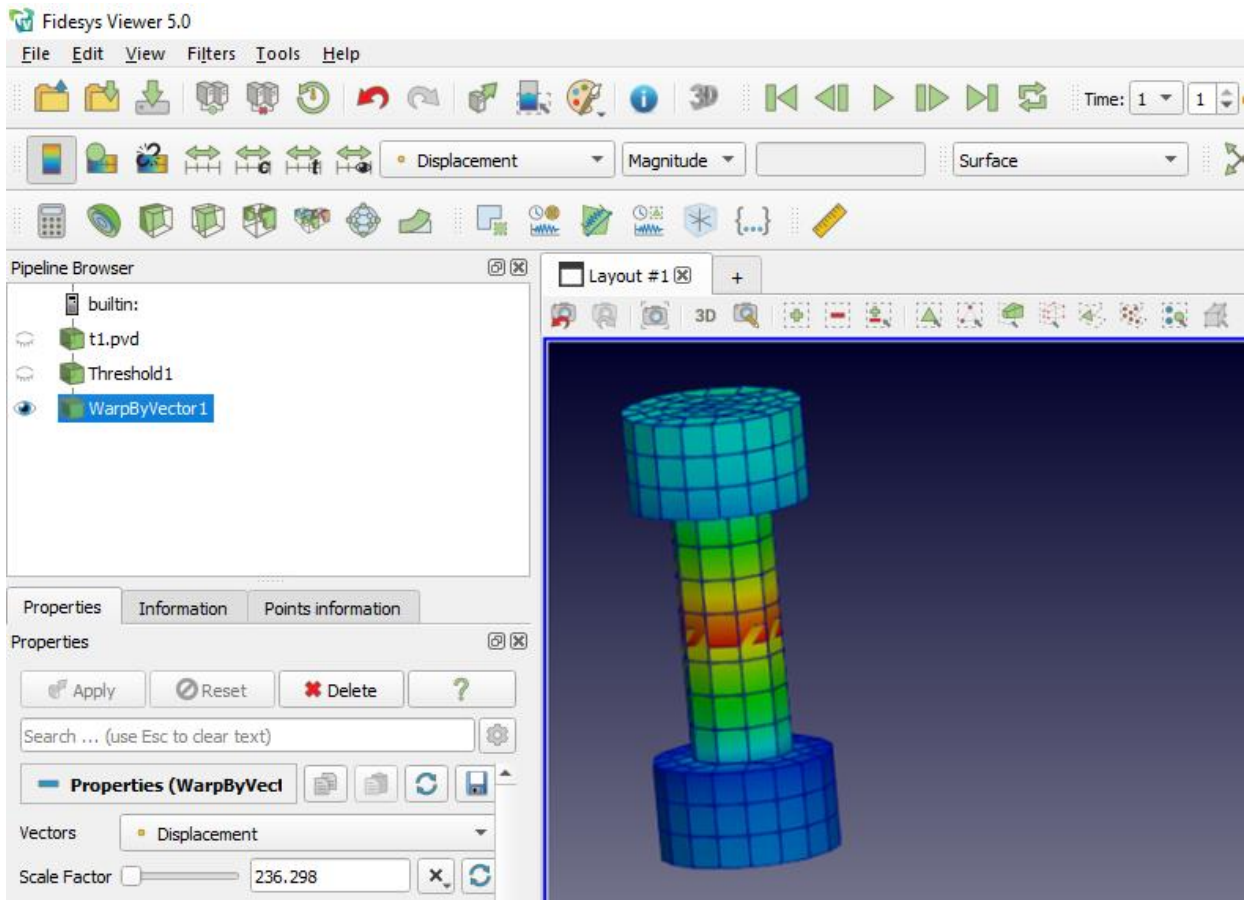 Fidesys Viewer 5.0
File Edit View Filters Tools Help
3D Time: 1 1
c t Displacement Magnitude Surface
{...}
Pipeline Browser
Layout #1 +
builtin:
3D
t1.pvd
Threshold1
WarpByVector1
Properties Information Points information
Properties
Apply Reset Delete ?
Search ... (use Esc to clear text)
Properties (WarpByVect
Vectors Displacement
Scale Factor 236.298